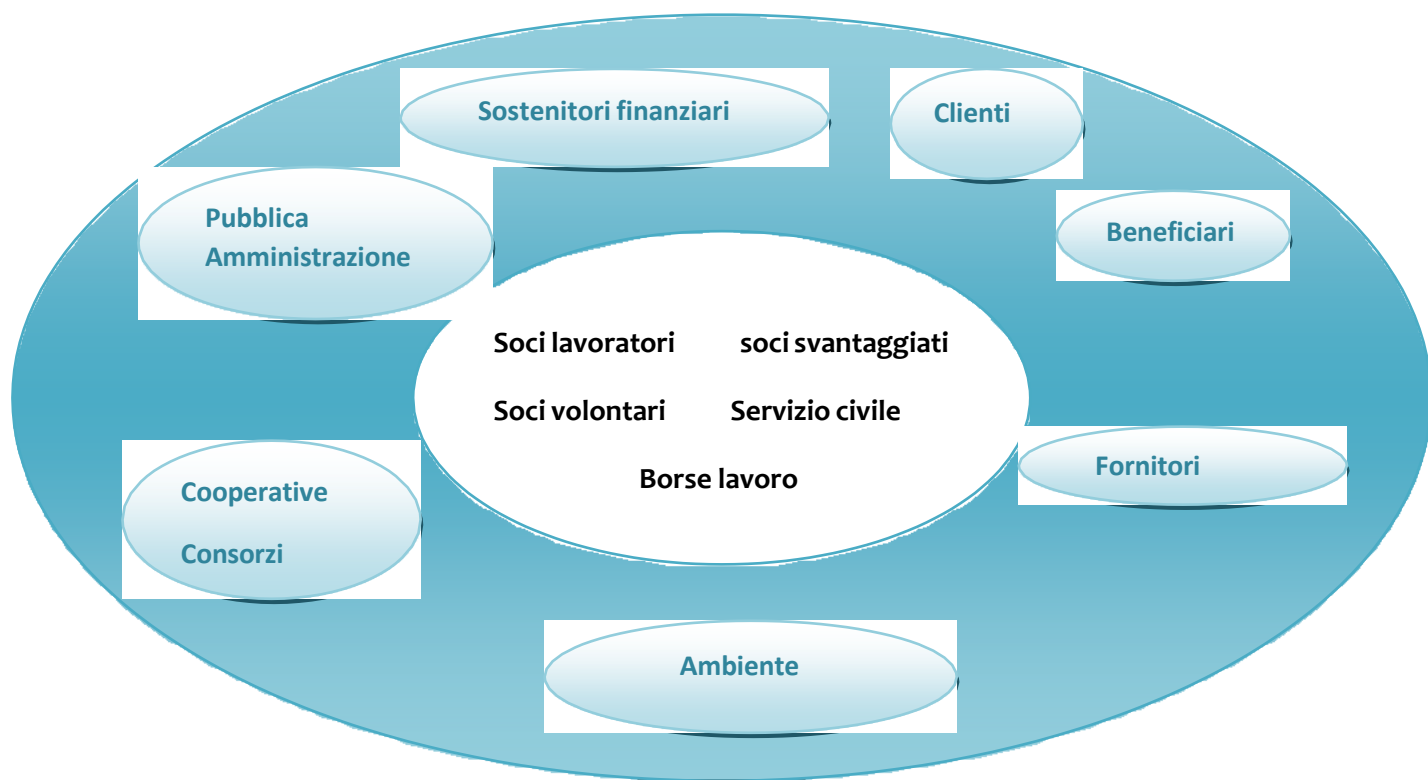 Sostenitori finanziari
Clienti
Pubblica
Amministrazione
Beneficiari
Soci lavoratori soci svantaggiati
Soci volontari Servizio civile
Borse lavoro
Fornitori
Cooperative
Consorzi
Ambiente